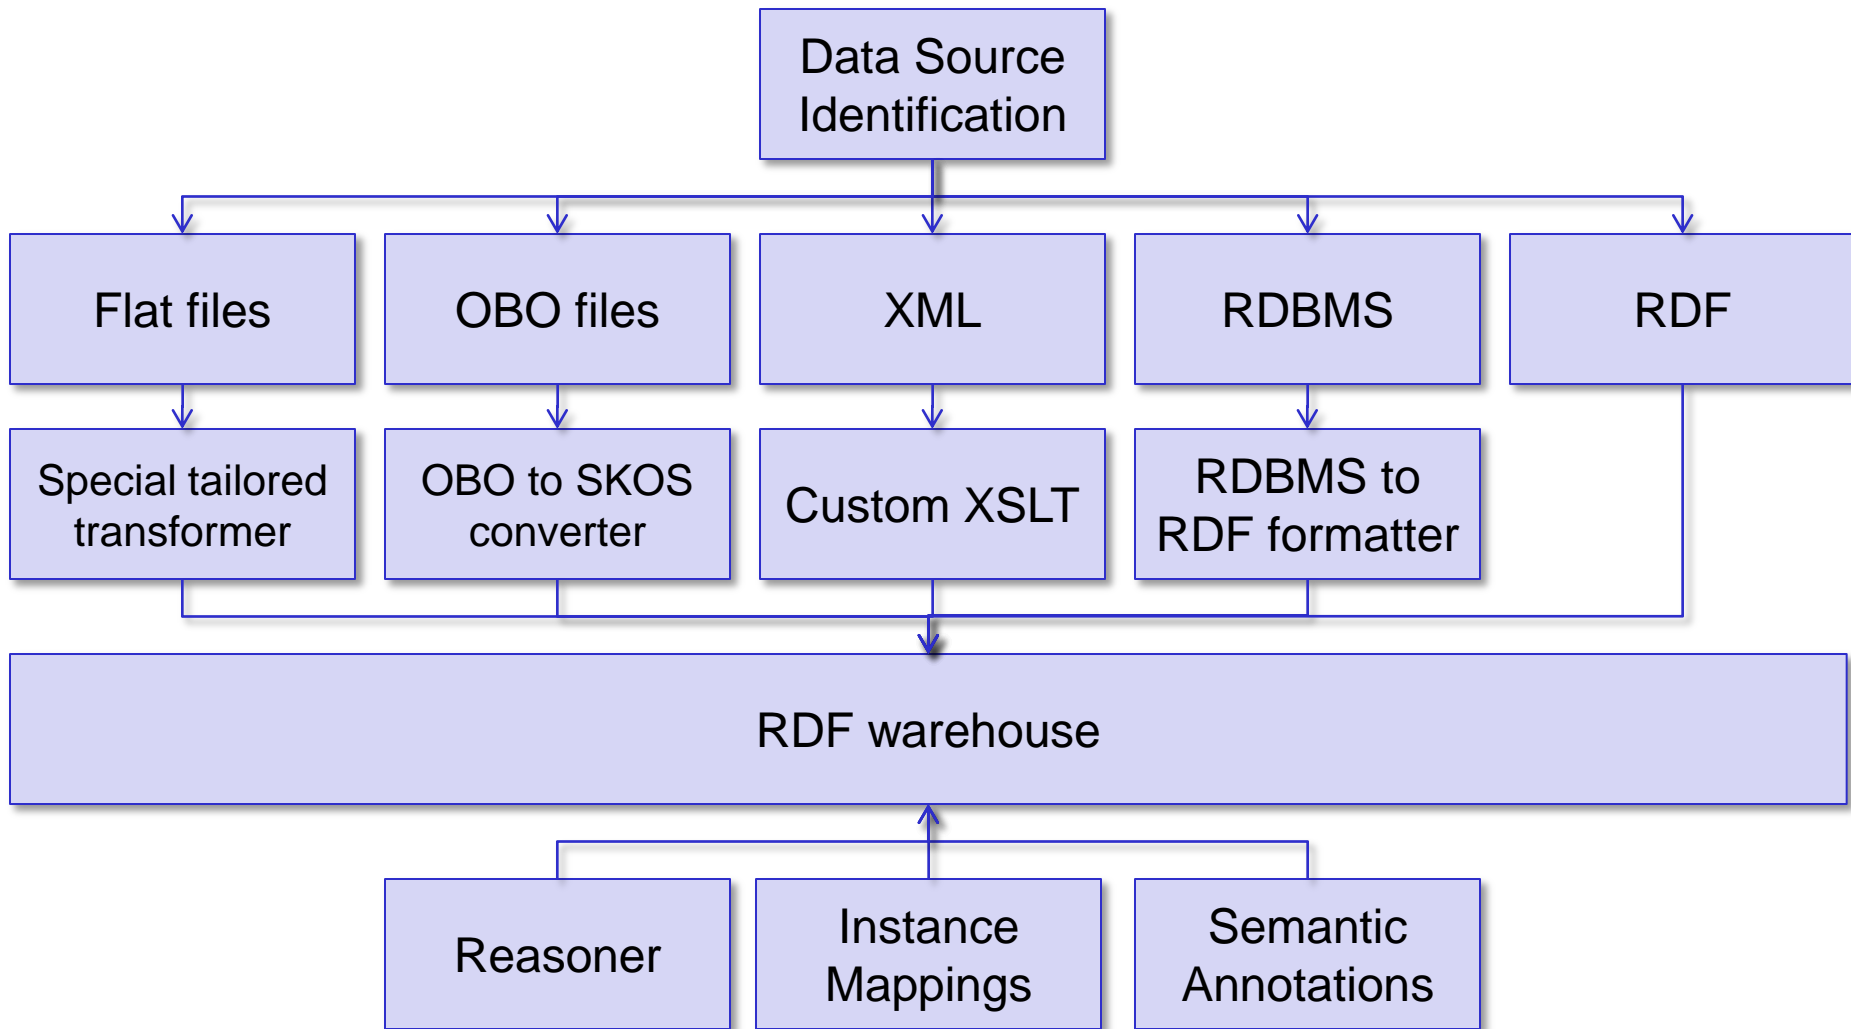 Data Source
Identification
Flat files
OBO files
XML
RDBMS
RDF
Special tailored
transformer
OBO to SKOS
converter
Custom XSLT
RDBMS to
RDF formatter
RDF warehouse
Reasoner
Instance
Mappings
Semantic
Annotations